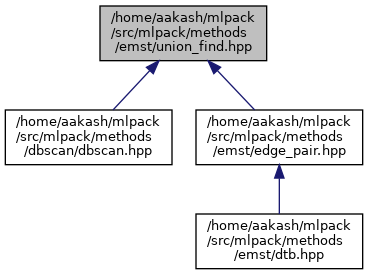 /home/aakash/mlpack
/src/mlpack/methods
/emst/union_find.hpp
/home/aakash/mlpack
/src/mlpack/methods
/dbscan/dbscan.hpp
/home/aakash/mlpack
/src/mlpack/methods
/emst/edge_pair.hpp
/home/aakash/mlpack
/src/mlpack/methods
/emst/dtb.hpp